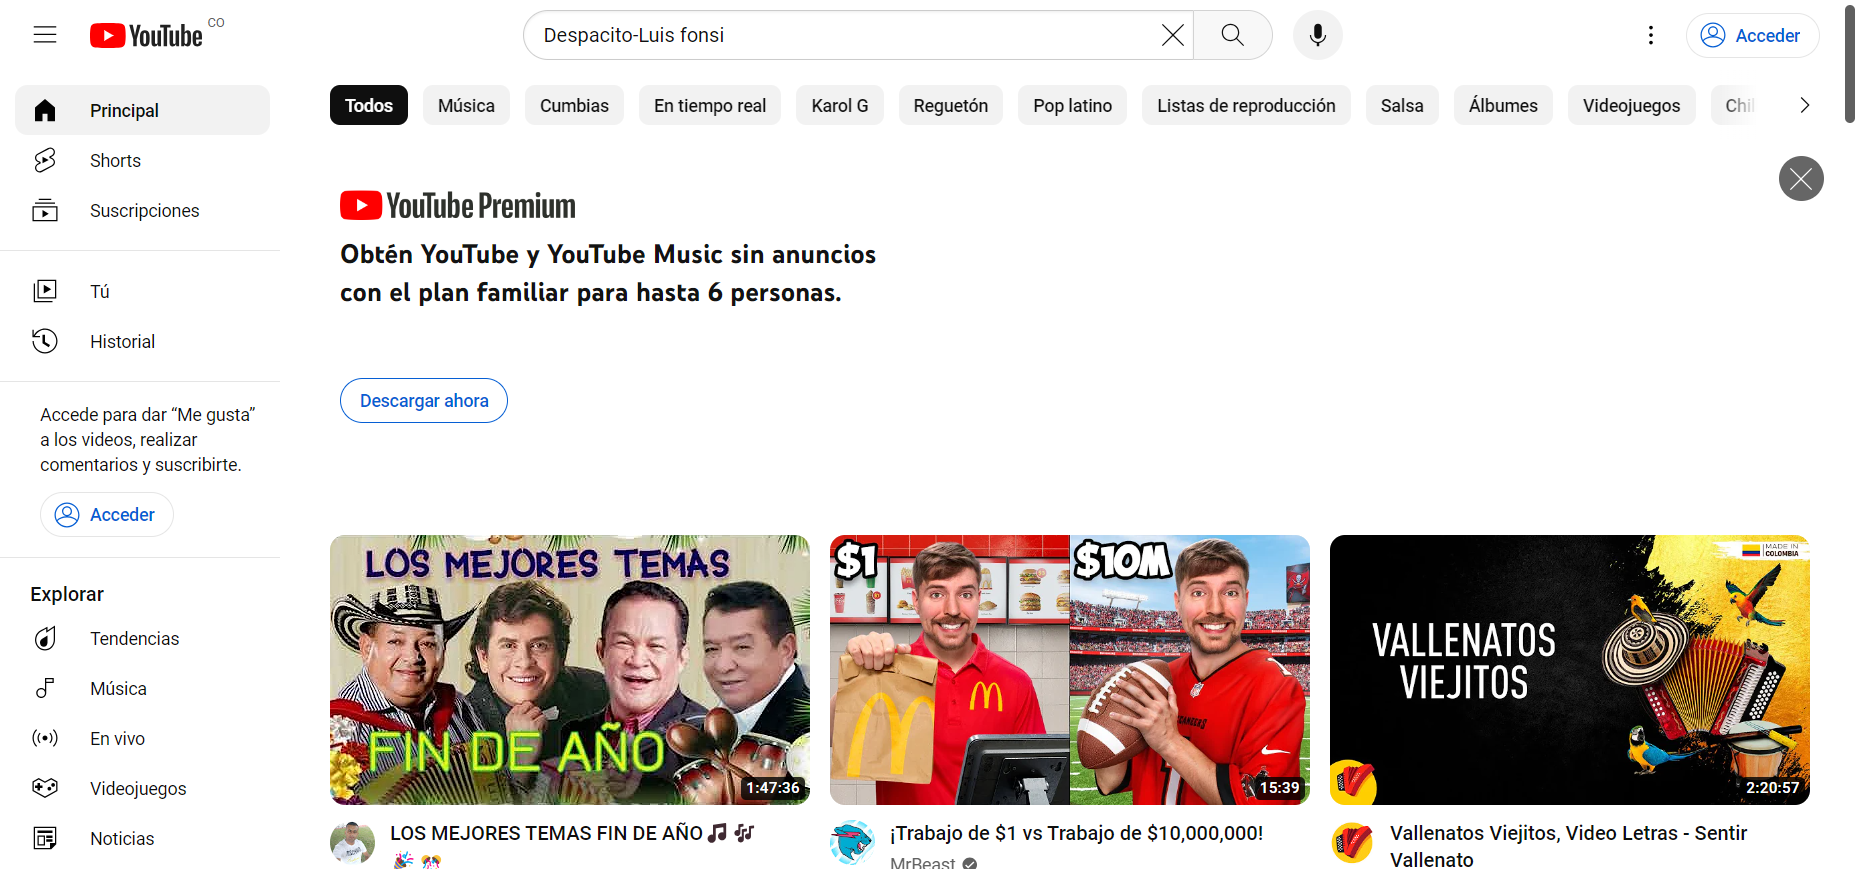 YouTube CO
Despacito-Luis fonsi
Acceder
Principal
Shorts
Suscripciones
Tú
Historial
Accede para dar “Me gusta”
a los videos, realizar
comentarios y suscribirte.
Acceder
Explorar
Tendencias
Música
En vivo
Videojuegos
Noticias
Todos
Música
Cumbias
En tiempo real
Karol G
Reguetón
Pop latino
Listas de reproducción
Salsa
Álbumes
Videojuegos
Chil
YouTube Premium
Obtén YouTube y YouTube Music sin anuncios
con el plan familiar para hasta 6 personas.
Descargar ahora
LOS MEJORES TEMAS
FIN DE AÑO
1:47:36
LOS MEJORES TEMAS FIN DE AÑO
$1
$10M
15:39
¡Trabajo de $1 vs Trabajo de $10,000,000!
MrBeast
MADE IN
COLOMBIA
VALLENATOS
VIEJITOS
2:20:57
Vallenatos Viejitos, Video Letras - Sentir
Vallenato